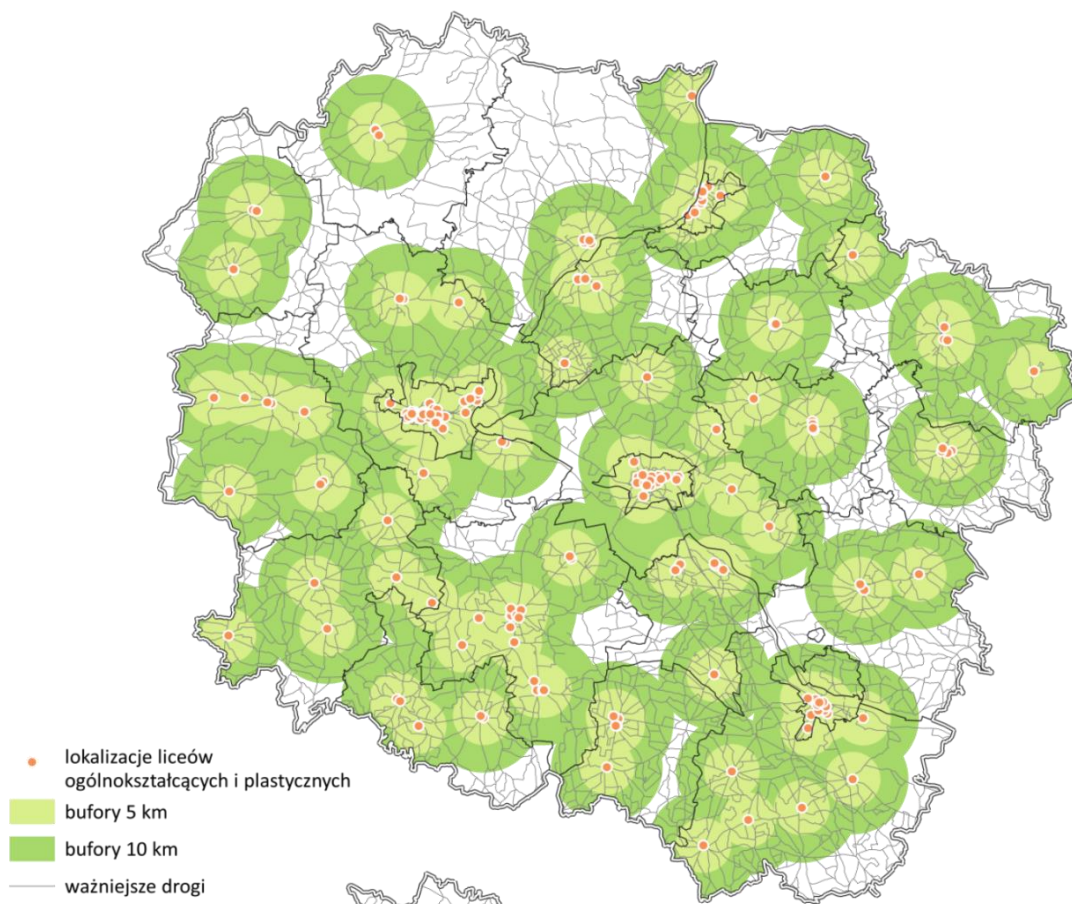 lokalizacje liceów
ogólnokształcących i plastycznych
bufory 5 km
bufory 10 km
ważniejsze drogi